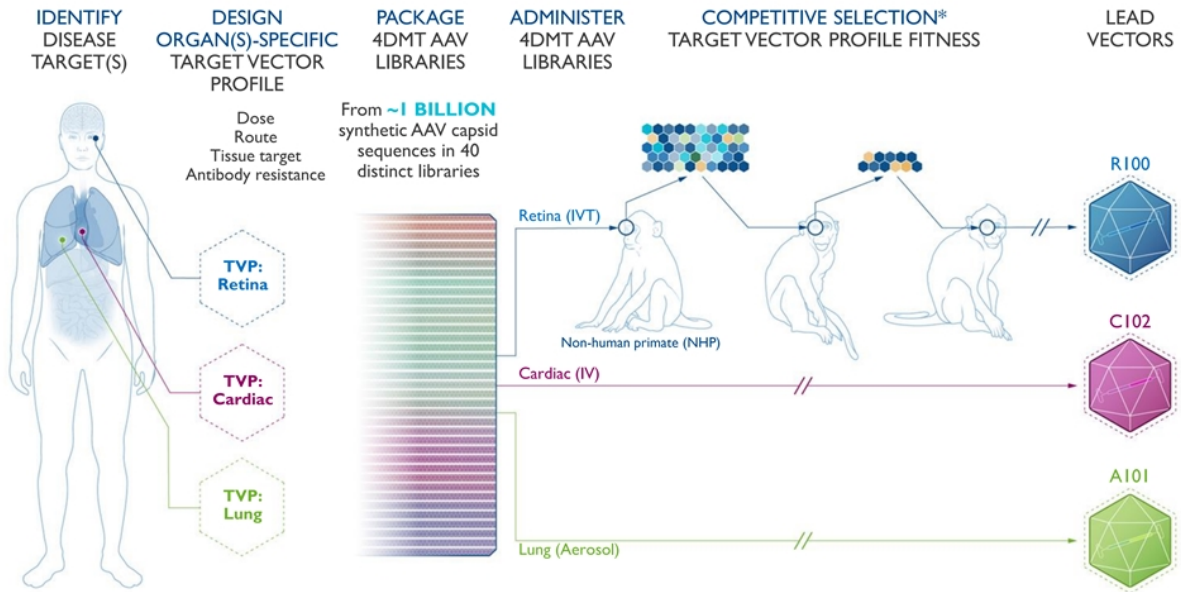 IDENTIFY
DISEASE
TARGET(S)
DESIGN
ORGAN(S)-SPECIFIC
TARGET VECTOR
PROFILE
PACKAGE
4DMT AAV
LIBRARIES
ADMINISTER
4DMT AAV
LIBRARIES
COMPETITIVE SELECTION*
TARGET VECTOR PROFILE FITNESS
LEAD
VECTORS
Dose
Route
Tissue target
Antibody resistance
From ~1 BILLION
synthetic AAV capsid
sequences in 40
distinct libraries
TVP:
Retina
TVP:
Cardiac
TVP:
Lung
Retina (IVT)
Non-human primate (NHP)
Cardiac (IV)
Lung (Aerosol)
R100
C102
A101